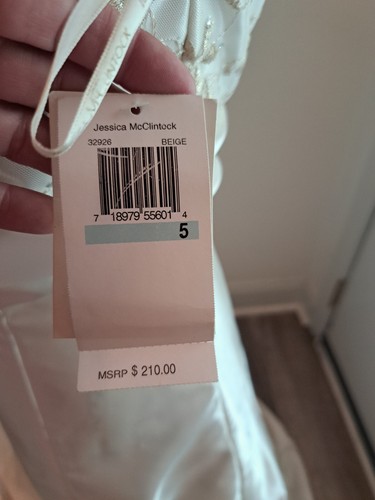 Jessica McClintock
32926 BEIGE
7 18979 55601 4
5
MSRP $ 210.00